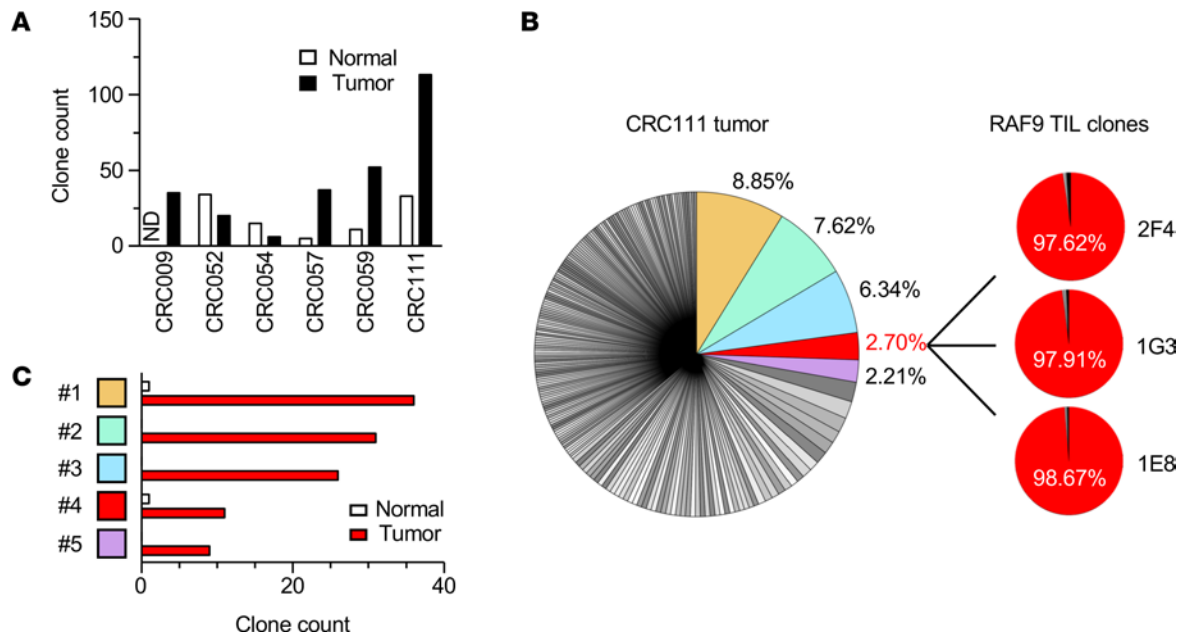 A
150
100
50
0
Clone count
Normal
Tumor
ND
CRC009
CRC052
CRC054
CRC057
CRC059
CRC111
B
CRC111 tumor
RAF9 TIL clones
8.85%
7.62%
6.34%
2.70%
2.21%
97.62%
2F4
97.91%
1G3
98.67%
1E8
C
#1
#2
#3
#4
#5
Normal
Tumor
0 20 40
Clone count